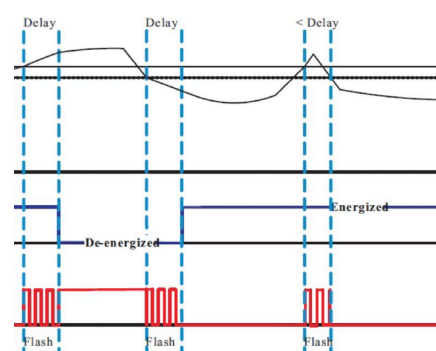 Delay Delay < Delay
Energized
De-energized
Flash Flash Flash